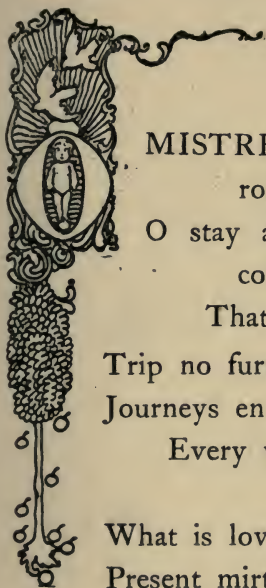 O MISTRE
ro
O stay a
co
That
Trip no fur
Journeys en
Every
What is lov
Present mirt